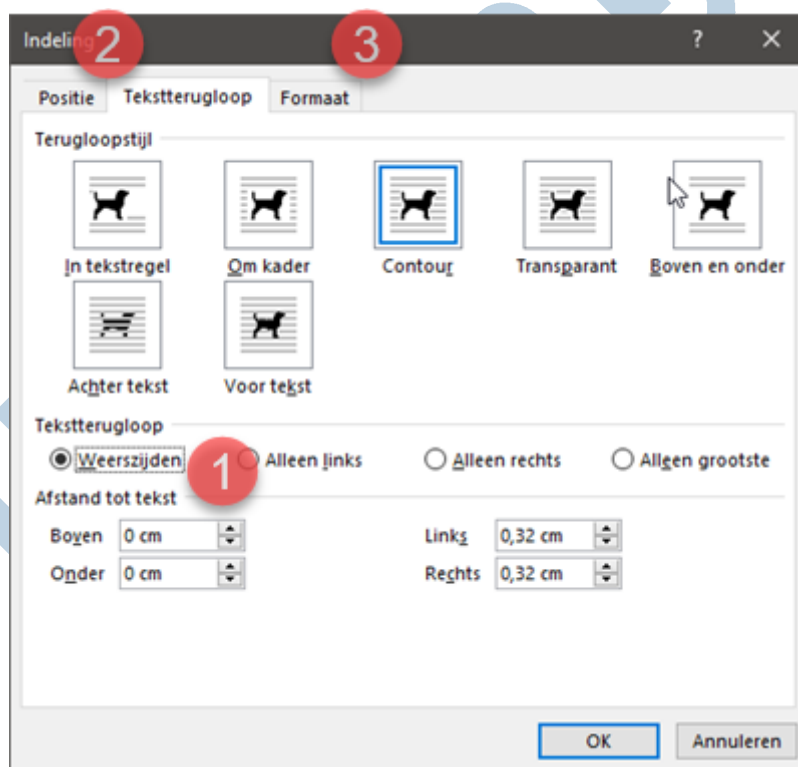 Indeling 2 3 ? ×
Positie Tekstterugloop Formaat
Terugloopstijl
In tekstregel Om kader Contour Transparant Boven en onder
Achter tekst Voor tekst
Tekstterugloop
Weerszijden 1 Alleen links Alleen rechts Alleen grootste
Afstand tot tekst
Boven 0 cm Links 0,32 cm
Onder 0 cm Rechts 0,32 cm
OK Annuleren